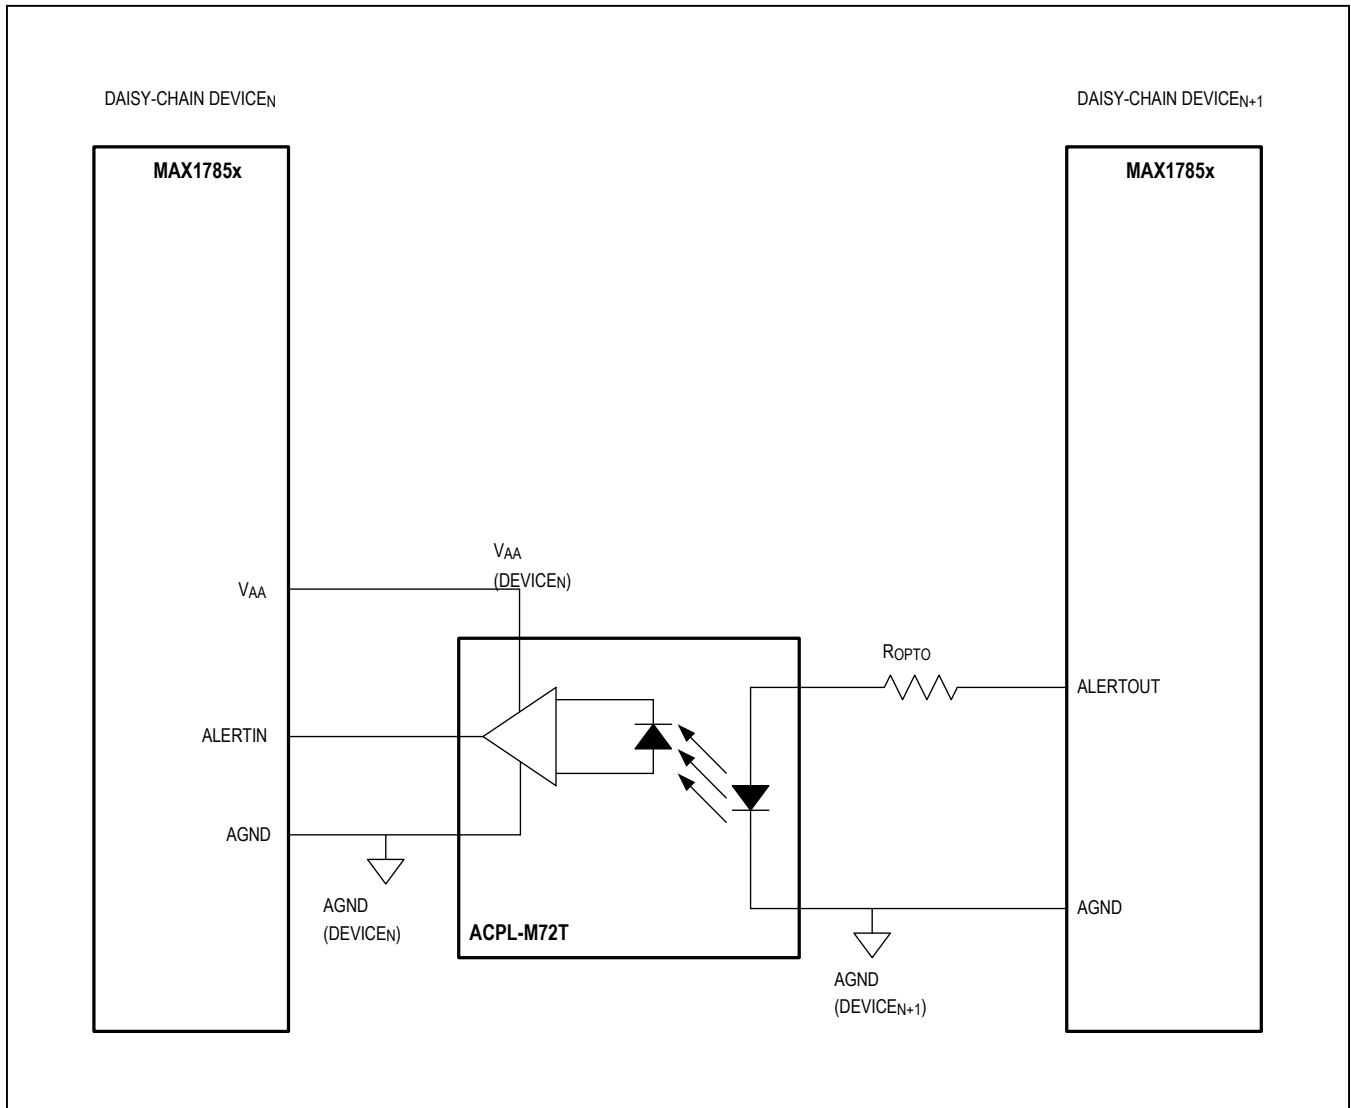 DAISY-CHAIN DEVICEN
DAISY-CHAIN DEVICEN+1
MAX1785x
MAX1785x
VAA
(DEVICEN)
VAA
ROPTO
ALERTOUT
ALERTIN
AGND
AGND
(DEVICEN)
ACPL-M72T
AGND
AGND
(DEVICEN+1)